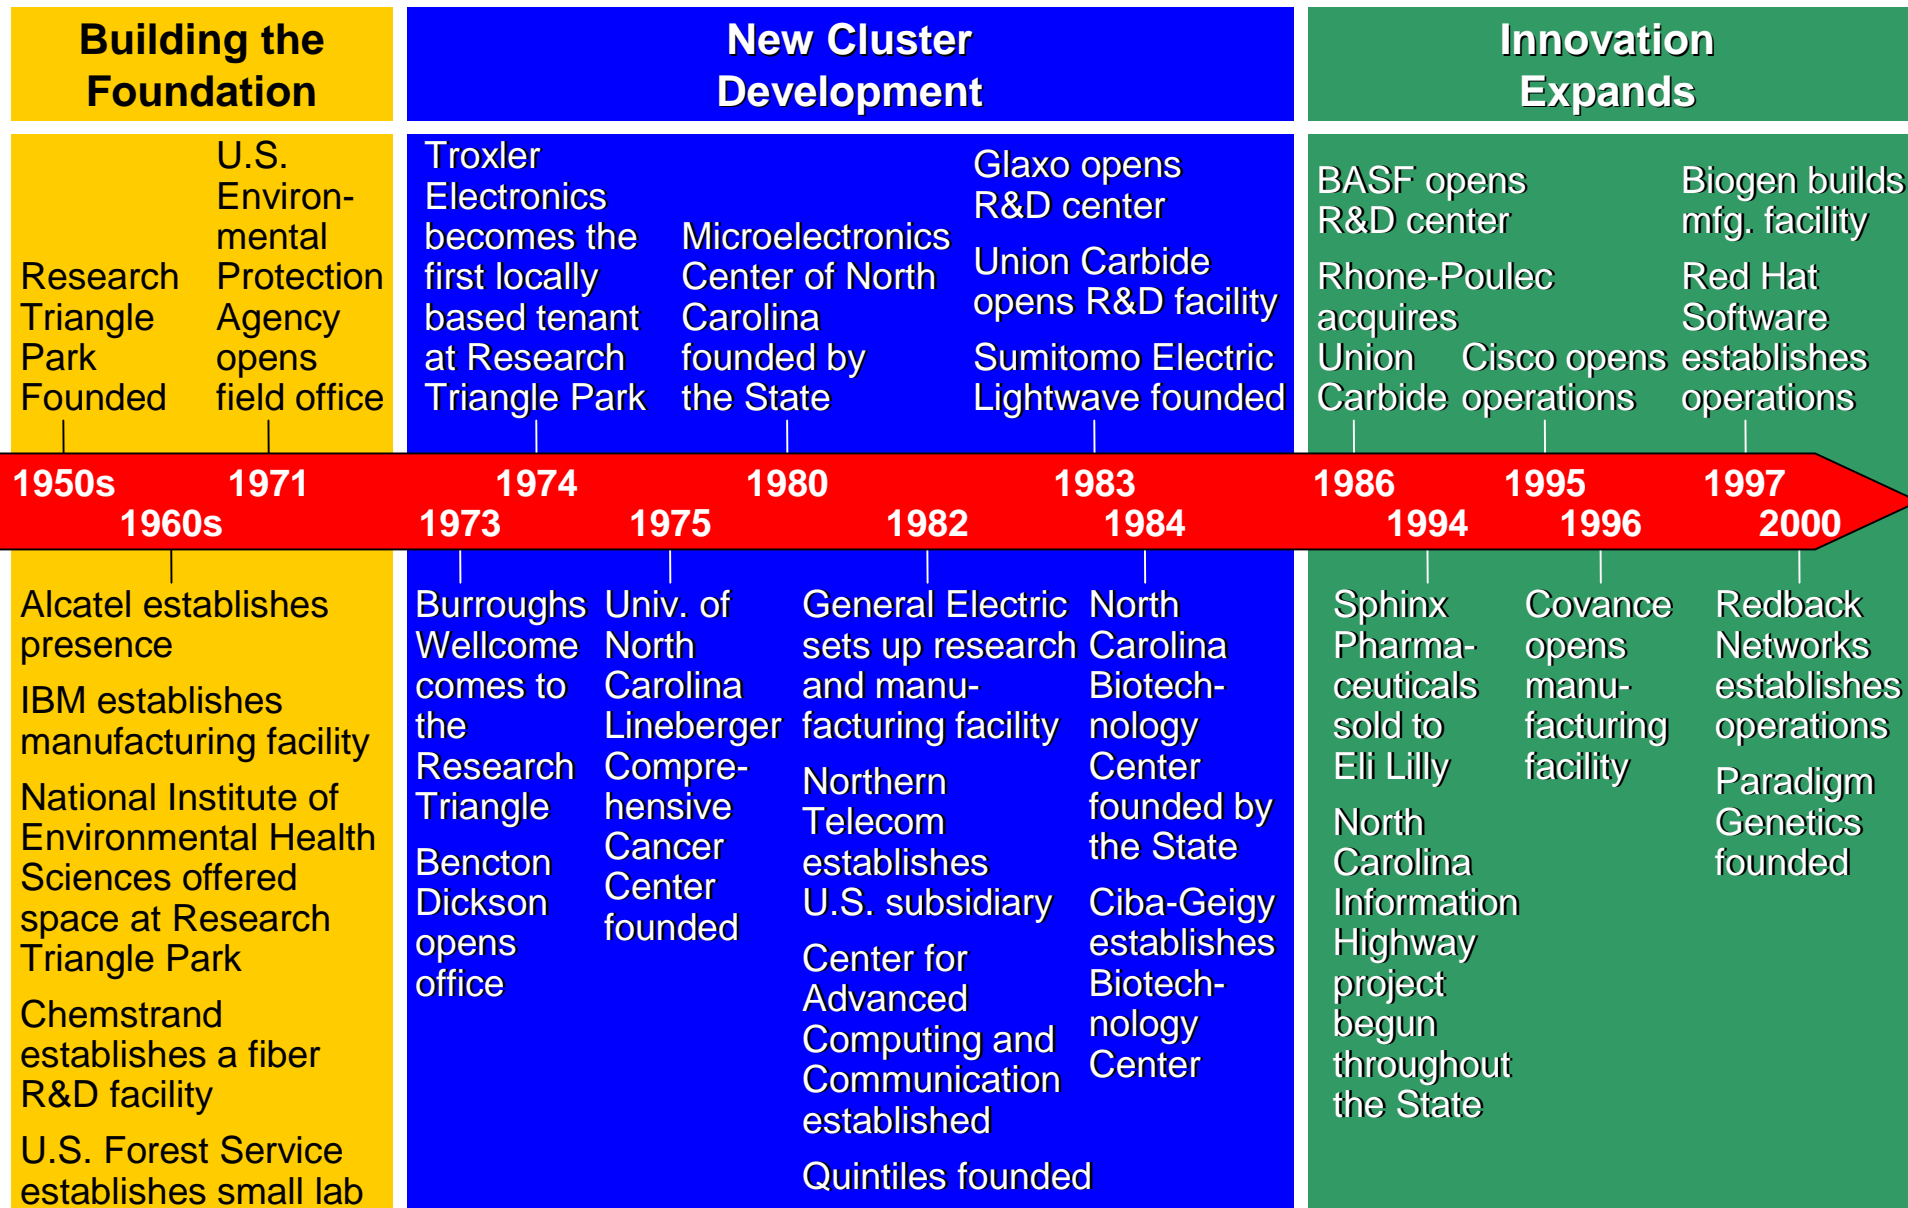 Building the
Foundation
New Cluster
Development
Innovation
Expands
Research
Triangle
Park
Founded
U.S.
Environ-
mental
Protection
Agency
opens
field office
Troxler
Electronics
becomes the
first locally
based tenant
at Research
Triangle Park
Microelectronics
Center of North
Carolina
founded by
the State
Glaxo opens
R&D center
Union Carbide
opens R&D facility
Sumitomo Electric
Lightwave founded
BASF opens
R&D center
Rhone-Poulec
acquires
Union
Carbide
Cisco opens
operations
Biogen builds
mfg. facility
Red Hat
Software
establishes
operations
1950s 1971 1974 1980 1983 1986 1995 1997
1960s 1973 1975 1982 1984 1994 1996 2000
Alcatel establishes
presence
IBM establishes
manufacturing facility
National Institute of
Environmental Health
Sciences offered
space at Research
Triangle Park
Chemstrand
establishes a fiber
R&D facility
U.S. Forest Service
establishes small lab
Burroughs
Wellcome
comes to
the
Research
Triangle
Bencton
Dickson
opens
office
Univ. of
North
Carolina
Lineberger
Compre-
hensive
Cancer
Center
founded
General Electric
sets up research
and manu-
facturing facility
Northern
Telecom
establishes
U.S. subsidiary
Center for
Advanced
Computing and
Communication
established
Quintiles founded
North
Carolina
Biotech-
nology
Center
founded by
the State
Ciba-Geigy
establishes
Biotech-
nology
Center
Sphinx
Pharma-
ceuticals
sold to
Eli Lilly
North
Carolina
Information
Highway
project
begun
throughout
the State
Covance
opens
manu-
facturing
facility
Redback
Networks
establishes
operations
Paradigm
Genetics
founded